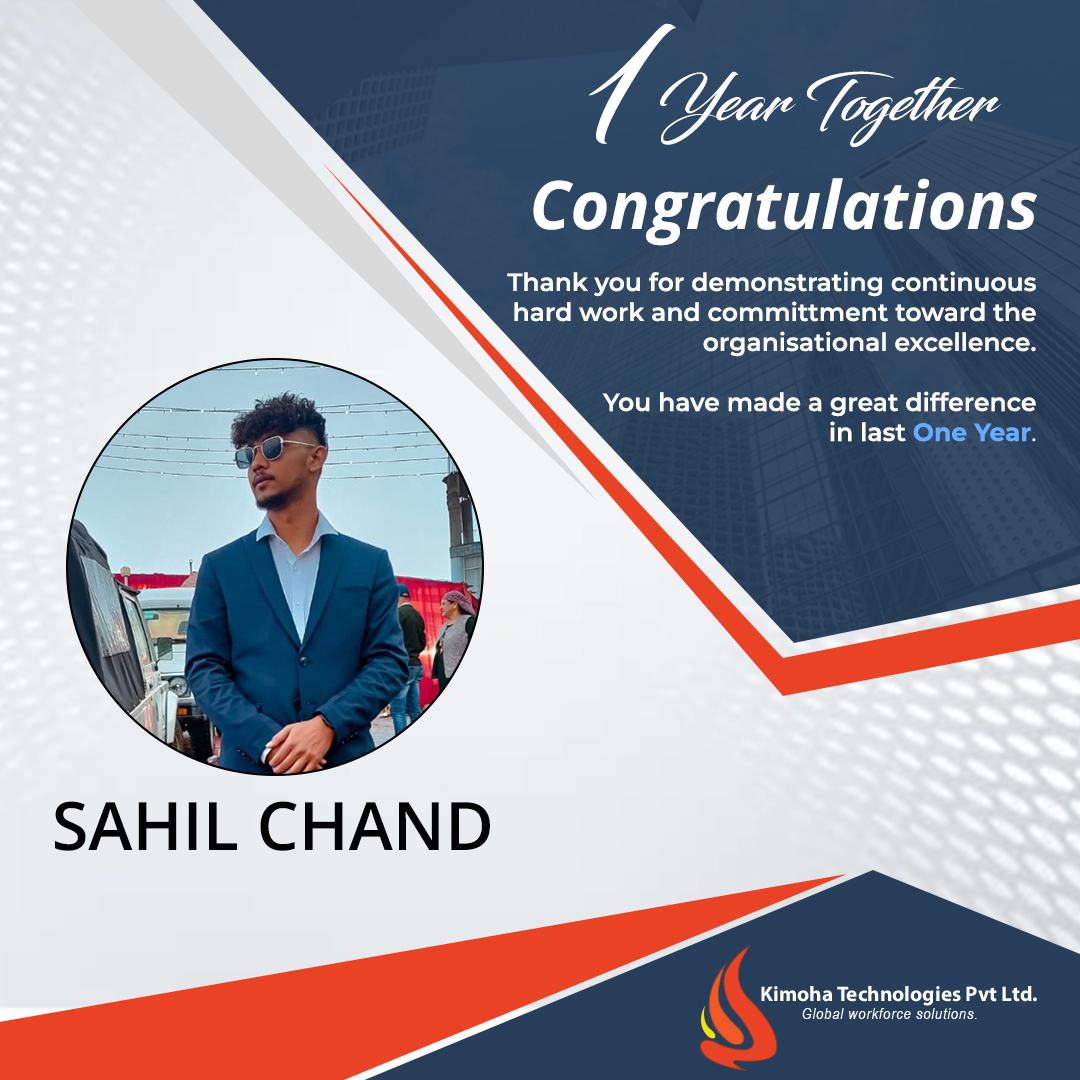 1 Year Together
Congratulations
Thank you for demonstrating continuous
hard work and committment toward the
organisational excellence.
You have made a great difference
in last One Year.
SAHIL CHAND
Kimoha Technologies Pvt Ltd.
Global workforce solutions.